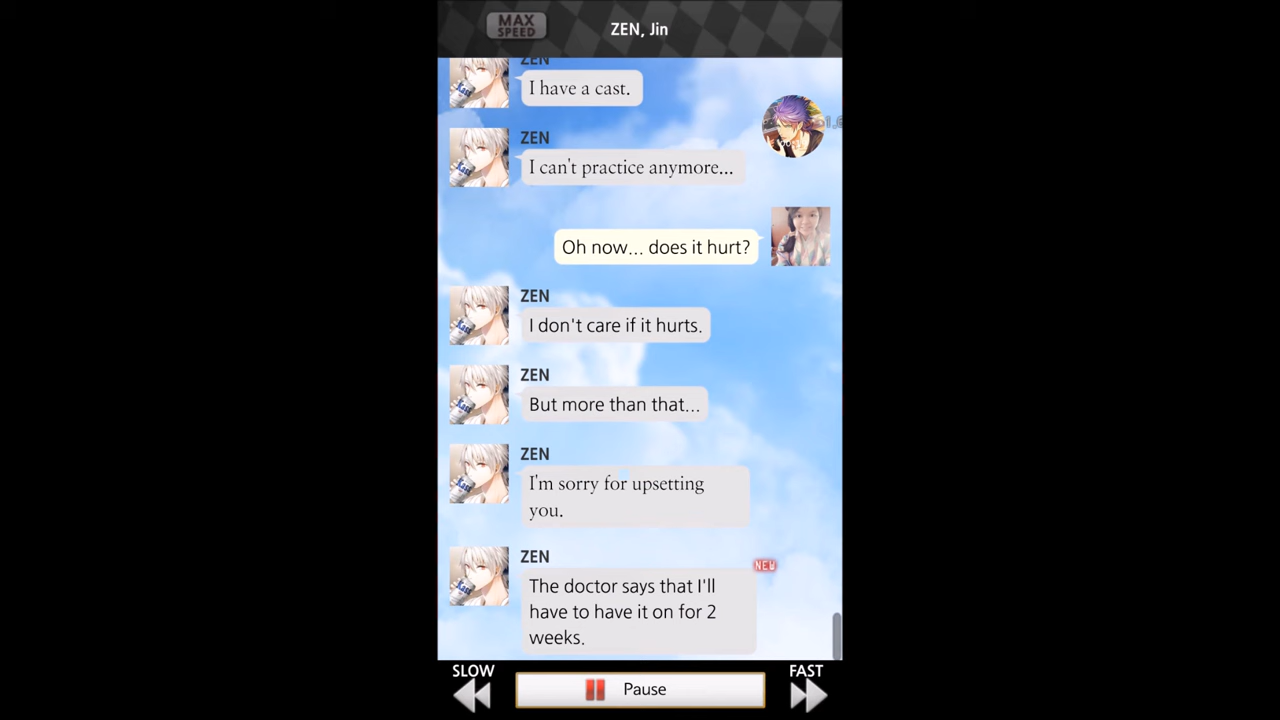 MAX
SPEED
ZEN, Jin
ZEN
I have a cast.
ZEN
I can't practice anymore...
Oh now... does it hurt?
ZEN
I don't care if it hurts.
ZEN
But more than that...
ZEN
I'm sorry for upsetting
you.
ZEN
NEW
The doctor says that I'll
have to have it on for 2
weeks.
SLOW
FAST
Pause